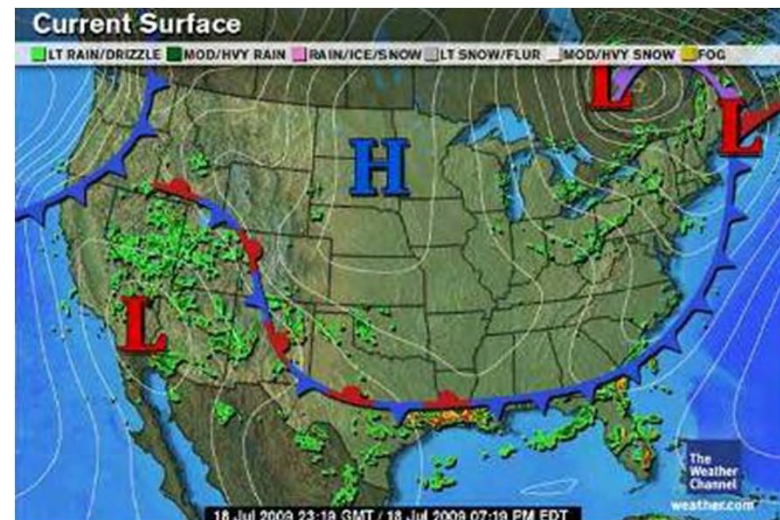 Current Surface
LT RAIN/DRIZZLE MOD/HVY RAIN RAIN/ICE/SNOW LT SNOW/FLUR MOD/HVY SNOW FOG
L
L
H
L
The
Weather
Channel
weather.com
18 Jul 2009 23:19 GMT / 18 Jul 2009 07:19 PM EDT